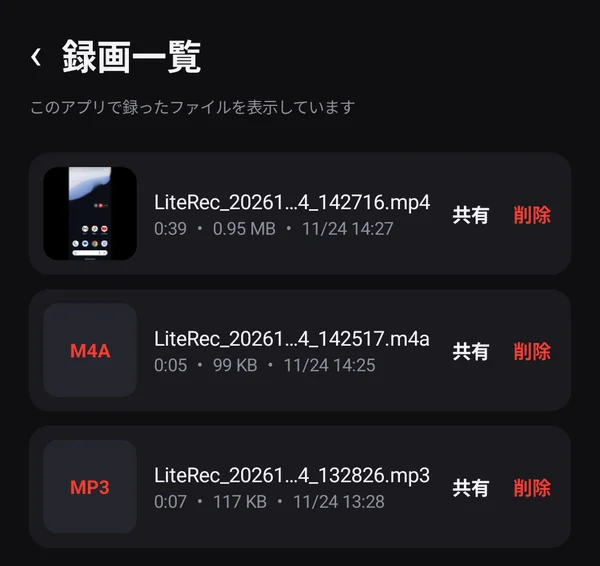 録画一覧
このアプリで録ったファイルを表示しています
LiteRec_20261...4_142716.mp4
0:39 • 0.95 MB • 11/24 14:27
共有 削除
M4A
LiteRec_20261...4_142517.m4a
0:05 • 99 KB • 11/24 14:25
共有 削除
MP3
LiteRec_20261...4_132826.mp3
0:07 • 117 KB • 11/24 13:28
共有 削除